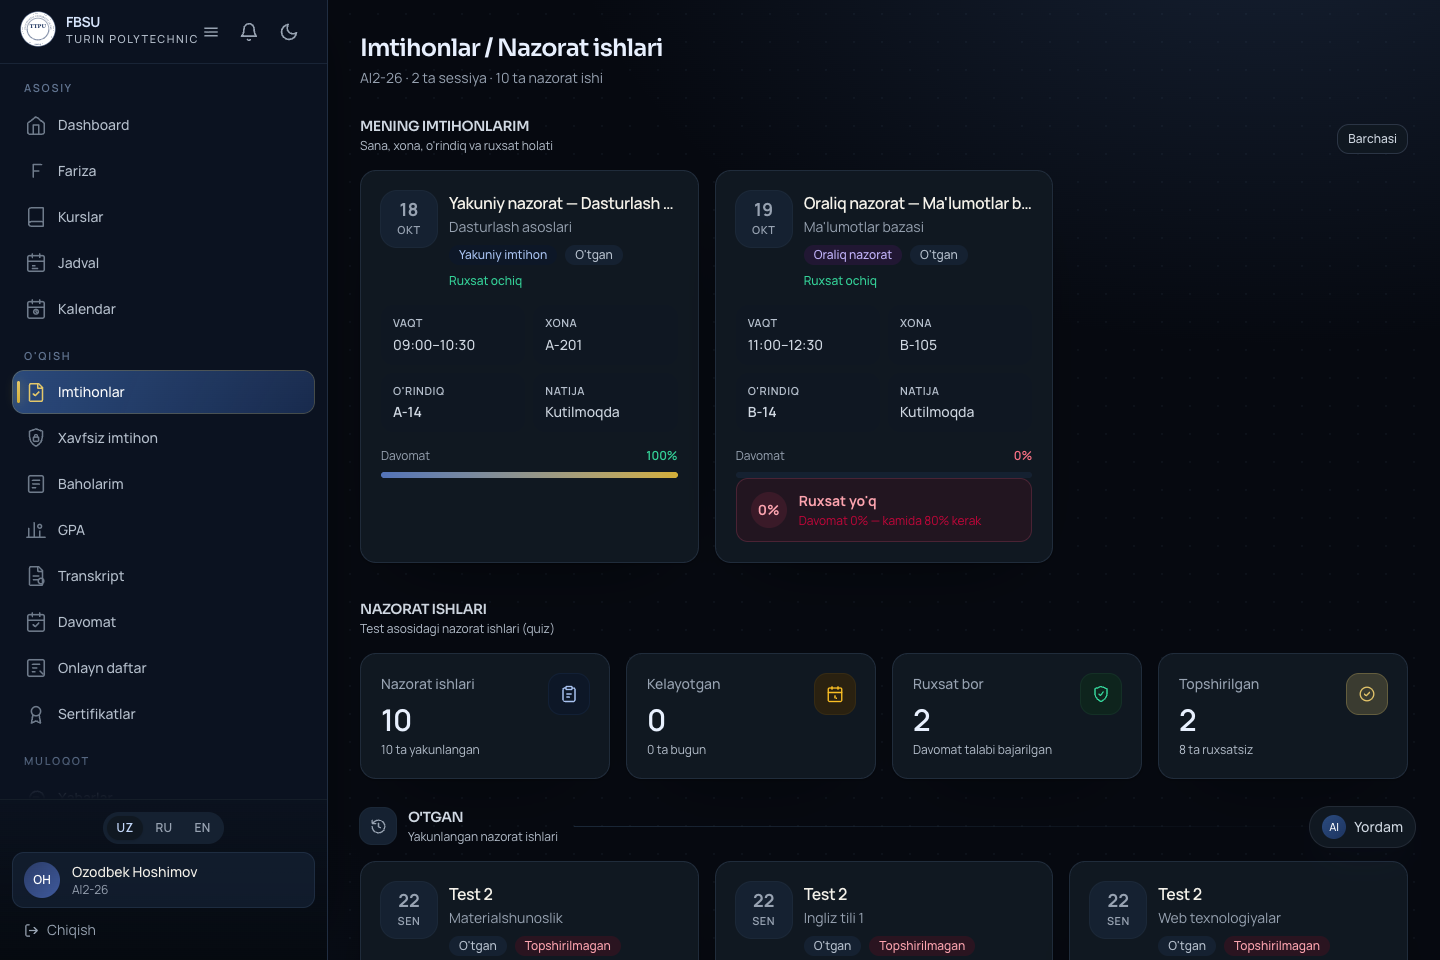 TTPU
FBSU
TURIN POLYTECHNIC
ASOSIY
Dashboard
F
Fariza
Kurslar
Jadval
Kalendar
O'QISH
Imtihonlar
Xavfsiz imtihon
Baholarim
GPA
Transkript
Davomat
Onlayn daftar
Sertifikatlar
MULOQOT
UZ RU EN
OH
Ozodbek Hoshimov
AI2-26
Chiqish
Imtihonlar / Nazorat ishlari
AI2-26 · 2 ta sessiya · 10 ta nazorat ishi
MENING IMTIHONLARIM
Sana, xona, o'rindiq va ruxsat holati
Barchasi
18
OKT
Yakuniy nazorat — Dasturlash ...
Dasturlash asoslari
Yakuniy imtihon O'tgan
Ruxsat ochiq
VAQT XONA
09:00–10:30 A-201
O'RINDIQ NATIJA
A-14 Kutilmoqda
Davomat 100%
19
OKT
Oraliq nazorat — Ma'lumotlar b...
Ma'lumotlar bazasi
Oraliq nazorat O'tgan
Ruxsat ochiq
VAQT XONA
11:00–12:30 B-105
O'RINDIQ NATIJA
B-14 Kutilmoqda
Davomat 0%
0%
Ruxsat yo'q
Davomat 0% — kamida 80% kerak
NAZORAT ISHLARI
Test asosidagi nazorat ishlari (quiz)
Nazorat ishlari
10
10 ta yakunlangan
Kelayotgan
0
0 ta bugun
Ruxsat bor
2
Davomat talabi bajarilgan
Topshirilgan
2
8 ta ruxsatsiz
O'TGAN
Yakunlangan nazorat ishlari
AI Yordam
22
SEN
Test 2
Materialshunoslik
O'tgan Topshirilmagan
22
SEN
Test 2
Ingliz tili 1
O'tgan Topshirilmagan
22
SEN
Test 2
Web texnologiyalar
O'tgan Topshirilmagan